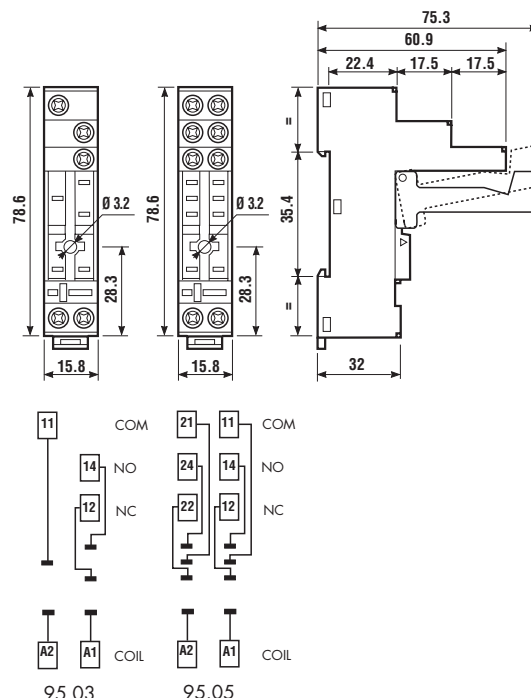 75.3
60.9
22.4 17.5 17.5
78.6
Ø 3.2
28.3
15.8
78.6
Ø 3.2
28.3
15.8
=
35.4
=
32
11 COM
14 NO
12 NC
A2 A1 COIL
95.03
21 11 COM
24 14 NO
22 12 NC
A2 A1 COIL
95.05